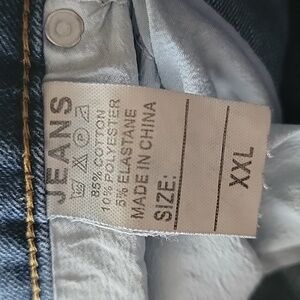 JEANS
85% COTTON
10% POLYESTER
5% ELASTANE
MADE IN CHINA
SIZE:
XXL